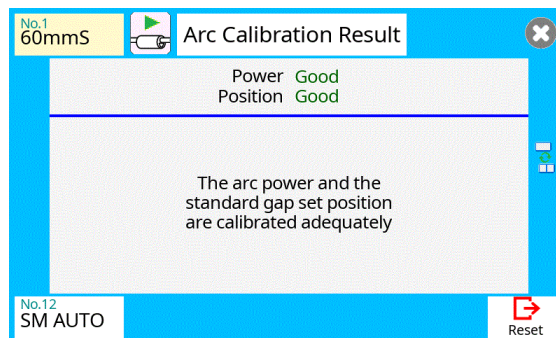 No.1
60mmS
Arc Calibration Result
Power Good
Position Good
The arc power and the
standard gap set position
are calibrated adequately
No.12
SM AUTO
Reset